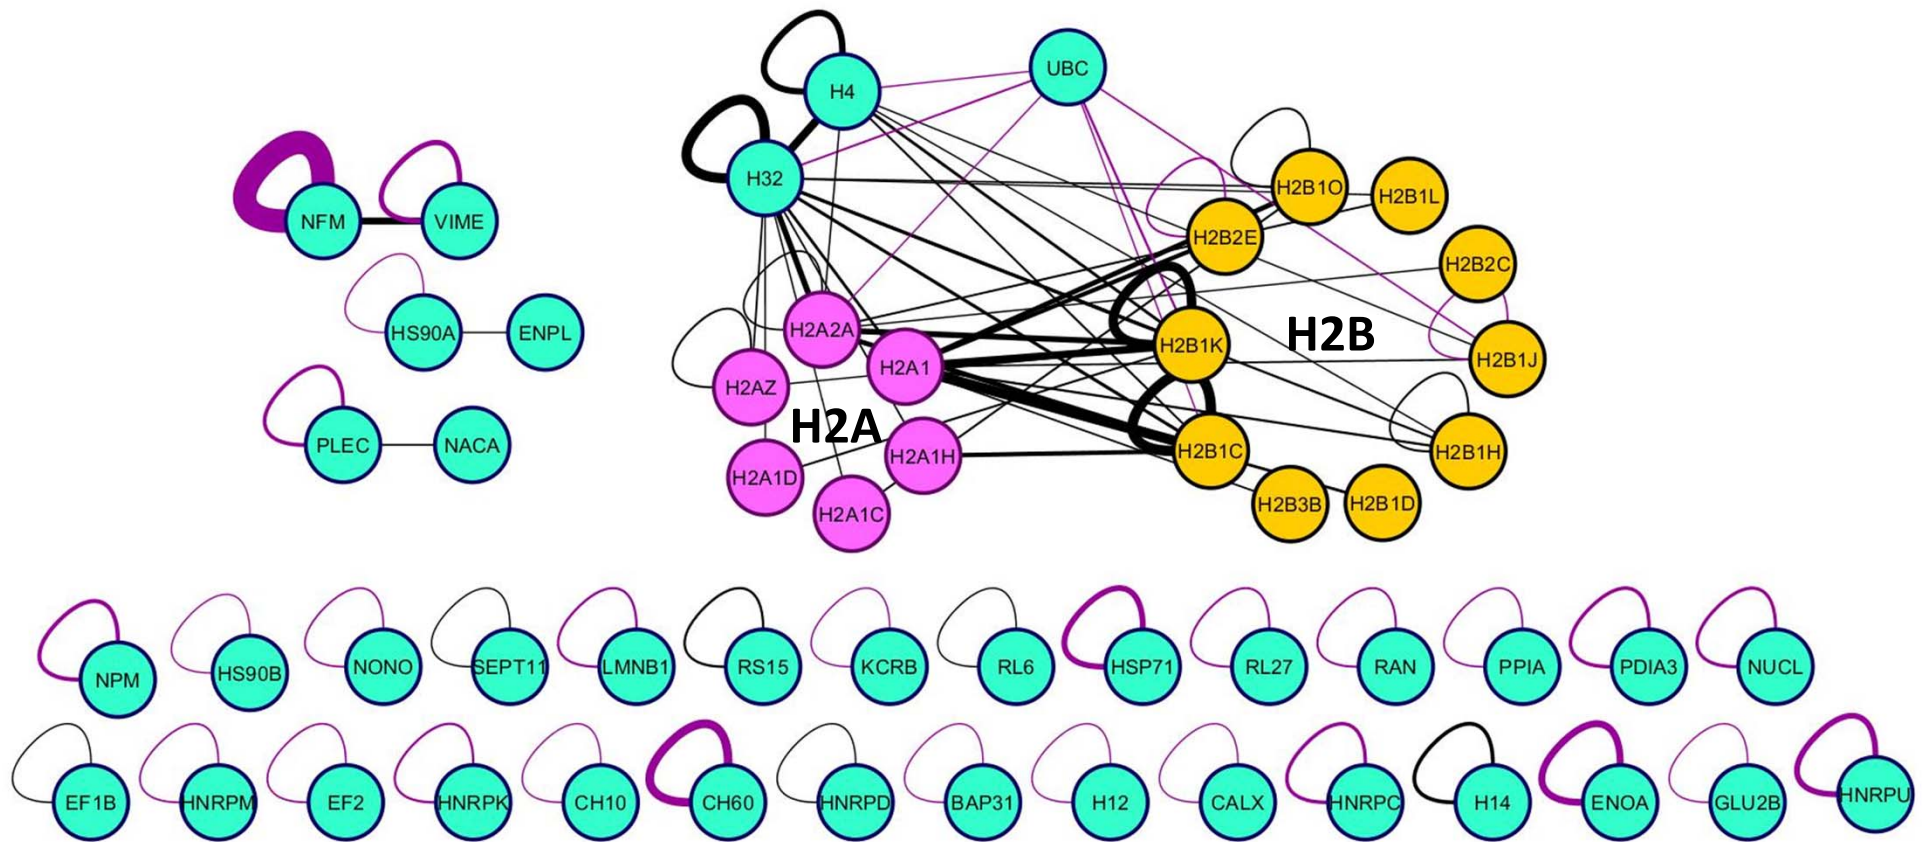 H4
UBC
H32
H2B1O
H2B1L
NFM
VIME
H2B2E
H2B2C
HS90A
ENPL
H2A2A
H2B1K
H2B
H2B1J
H2A1
H2AZ
H2A
PLEC
NACA
H2A1H
H2B1C
H2B1H
H2A1D
H2A1C
H2B3B
H2B1D
NPM
HS90B
NONO
SEPT11
LMNB1
RS15
KCRB
RL6
HSP71
RL27
RAN
PPIA
PDIA3
NUCL
EF1B
HNRPM
EF2
HNRPK
CH10
CH60
HNRPD
BAP31
H12
CALX
HNRPC
H14
ENOA
GLU2B
HNRPU